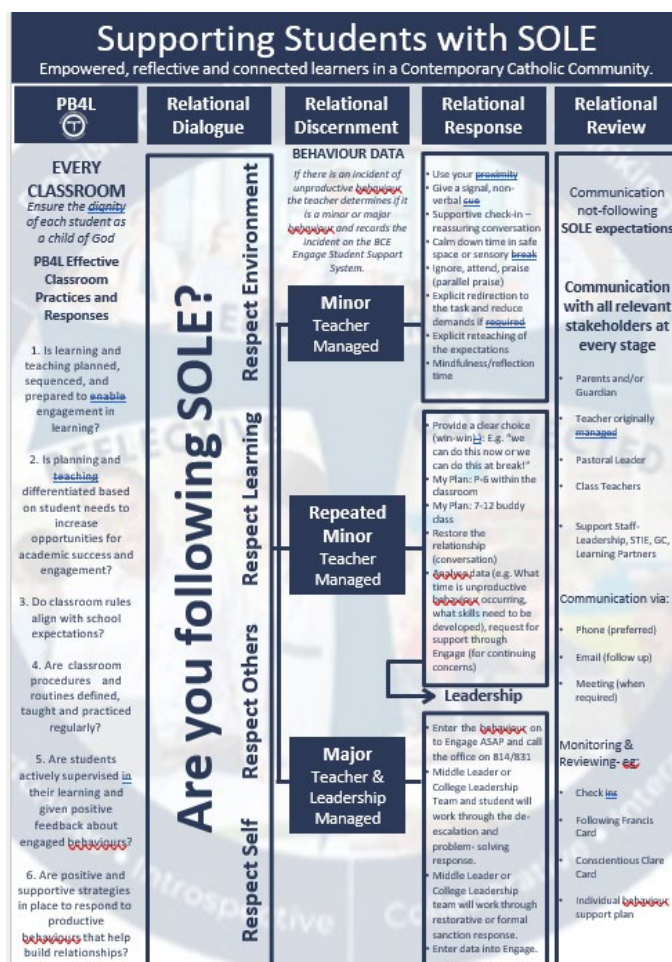 Supporting Students with SOLE
Empowered, reflective and connected learners in a Contemporary Catholic Community.
PB4L
EVERY
CLASSROOM
Ensure the dignity
of each student as
a child of God
PB4L Effective
Classroom
Practices and
Responses
1. Is learning and
teaching planned,
sequenced, and
prepared to enable
engagement in
learning?
2. Is planning and
teaching
differentiated based
on student needs to
increase
opportunities for
academic success and
engagement?
3. Do classroom rules
align with school
expectations?
4. Are classroom
procedures and
routines defined,
taught and practiced
regularly?
5. Are students
actively supervised in
their learning and
given positive
feedback about
engaged behaviours?
6. Are positive and
supportive strategies
in place to respond to
productive
behaviours that help
build relationships?
Relational
Dialogue
Are you following SOLE?
Respect Environment
Respect Learning
Respect Others
Respect Self
Relational
Discernment
BEHAVIOUR DATA
If there is an incident of
unproductive behaviour
the teacher determines if it
is a minor or major
behaviour and records the
incident on the BCE
Engage Student Support
System.
Minor
Teacher
Managed
Repeated
Minor
Teacher
Managed
Major
Teacher &
Leadership
Managed
Relational
Response
• Use your proximity
• Give a signal, non-
verbal cue
• Supportive check-in –
reassuring conversation
• Calm down time in safe
space or sensory break
• Ignore, attend, praise
(parallel praise)
• Explicit redirection to
the task and reduce
demands if required
• Explicit reteaching of
the expectations
• Mindfulness/reflection
time
• Provide a clear choice
(win-win): E.g. "we
can do this now or we
can do this at break!"
• My Plan: P-6 within the
classroom
• My Plan: 7-12 buddy
class
• Restore the
relationship
(conversation)
• Analyse data (e.g. What
time is unproductive
behaviour occurring,
what skills need to be
developed), request for
support through
Engage (for continuing
concerns)
Leadership
• Enter the behaviour on
to Engage ASAP and call
the office on 814/831
• Middle Leader or
College Leadership
Team and student will
work through the de-
escalation and
problem- solving
response.
• Middle Leader or
College Leadership
team will work through
restorative or formal
sanction response.
• Enter data into Engage.
Relational
Review
Communication
not-following
SOLE expectations
Communication
with all relevant
stakeholders at
every stage
• Parents and/or
Guardian
• Teacher originally
managed
• Pastoral Leader
• Class Teachers
• Support Staff-
Leadership, STIE, GC,
Learning Partners
Communication via:
• Phone (preferred)
• Email (follow up)
• Meeting (when
required)
Monitoring &
Reviewing- eg:
• Check ins
• Following Francis
Card
• Conscientious Clare
Card
• Individual behaviour
support plan